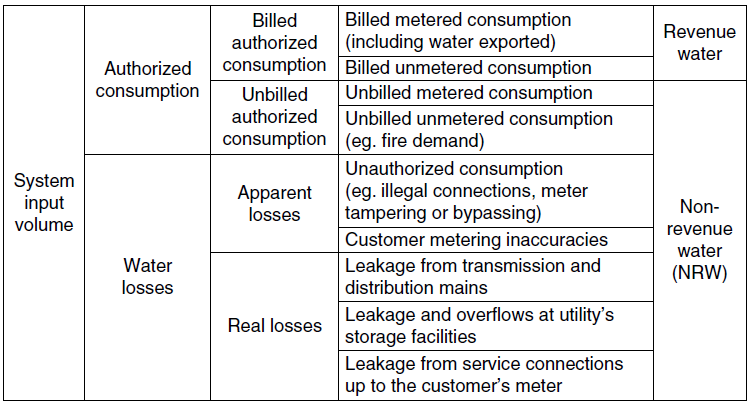 System
input
volume
Authorized
consumption
Billed
authorized
consumption
Billed metered consumption
(including water exported)
Billed unmetered consumption
Revenue
water
Unbilled
authorized
consumption
Unbilled metered consumption
Unbilled unmetered consumption
(eg. fire demand)
Non-
revenue
water
(NRW)
Water
losses
Apparent
losses
Unauthorized consumption
(eg. illegal connections, meter
tampering or bypassing)
Customer metering inaccuracies
Real losses
Leakage from transmission and
distribution mains
Leakage and overflows at utility's
storage facilities
Leakage from service connections
up to the customer's meter